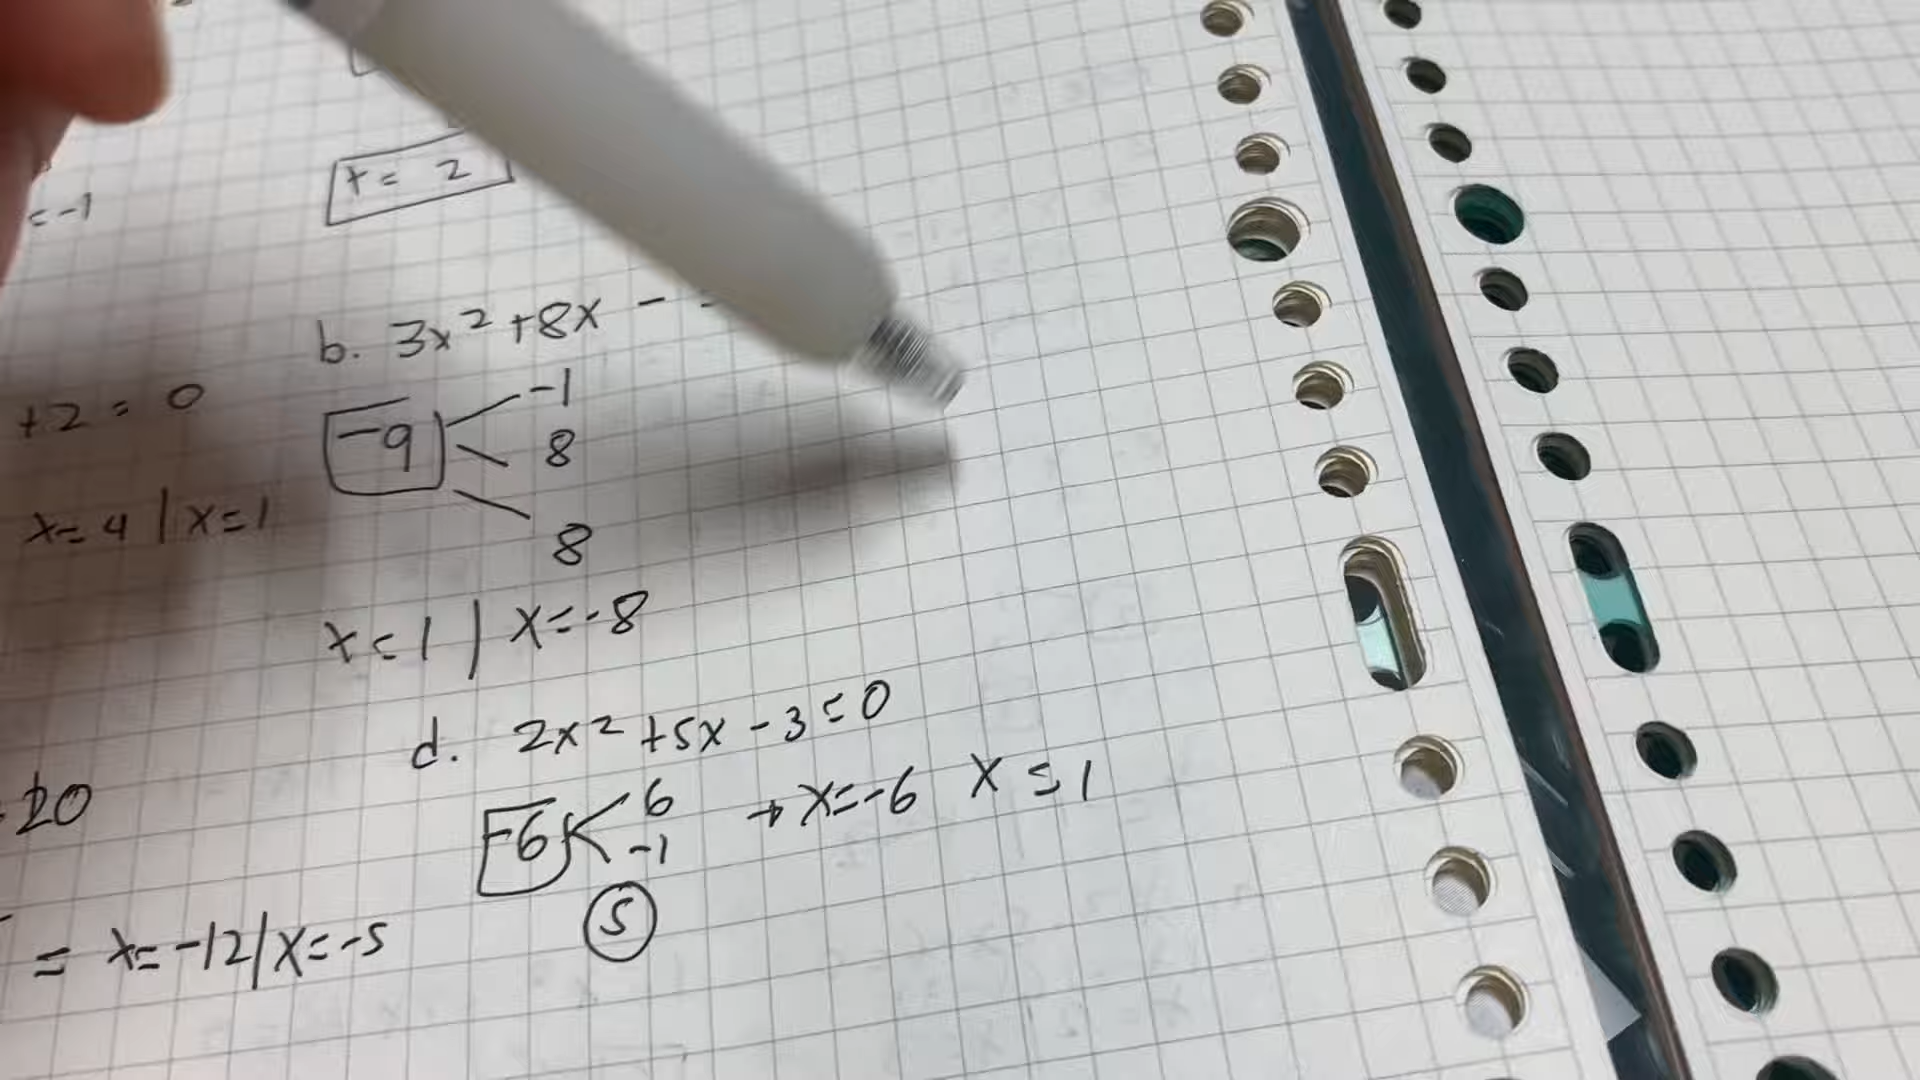 t = 2
= -1
b. 3x² + 8x -
+2 = 0
-9
-1
8
8
x = 4 | x = 1
x = 1 | x = -8
d. 2x² + 5x - 3 = 0
20
-6
6
-1
→ x = -6 x = 1
5
= x = -12 / x = -5